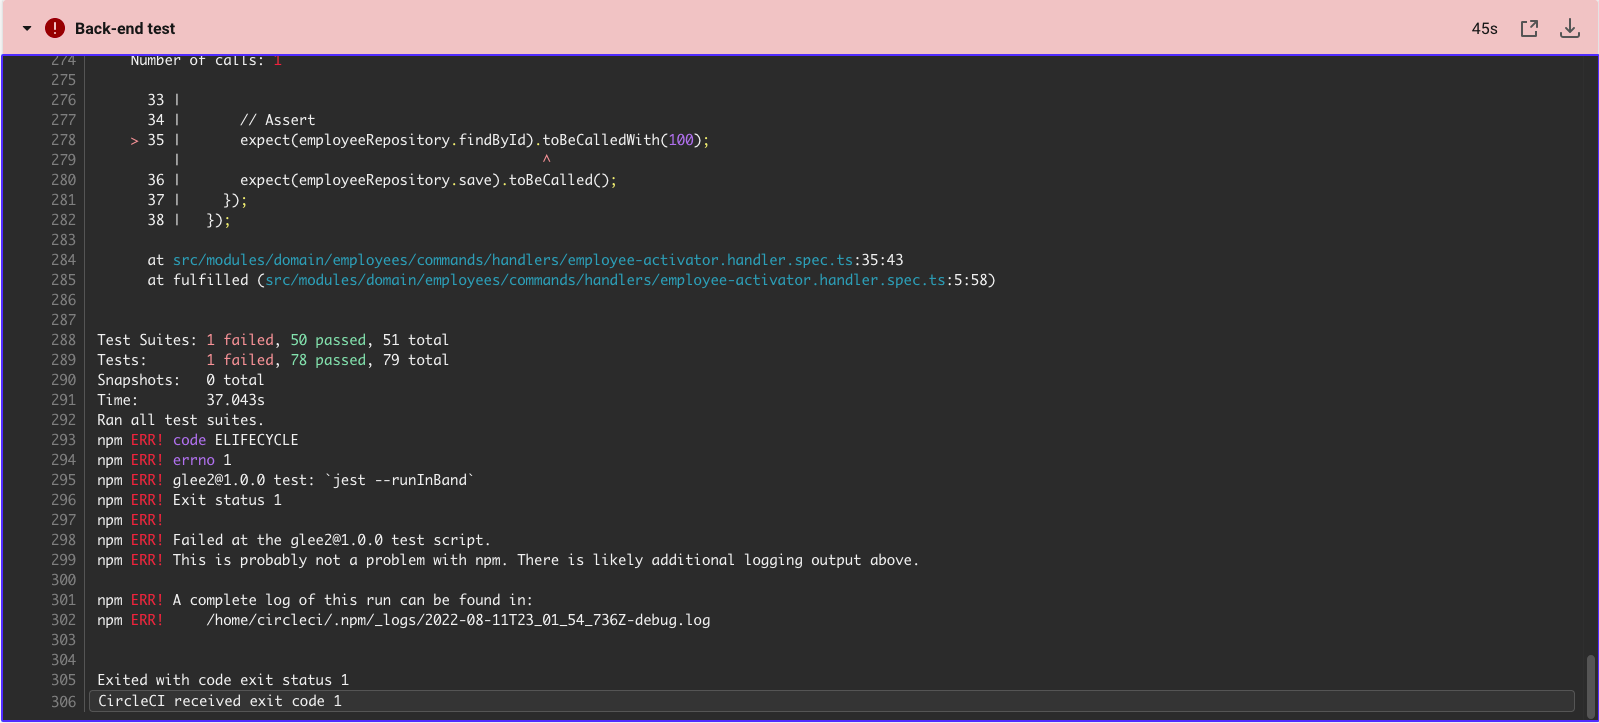 Back-end test 45s
274 Number of calls: 1
275
276 33 |
277 34 | // Assert
278 > 35 | expect(employeeRepository.findById).toBeCalledWith(100);
279 | ^
280 36 | expect(employeeRepository.save).toBeCalled();
281 37 | });
282 38 | });
283
284 at src/modules/domain/employees/commands/handlers/employee-activator.handler.spec.ts:35:43
285 at fulfilled (src/modules/domain/employees/commands/handlers/employee-activator.handler.spec.ts:5:58)
286
287
288 Test Suites: 1 failed, 50 passed, 51 total
289 Tests: 1 failed, 78 passed, 79 total
290 Snapshots: 0 total
291 Time: 37.043s
292 Ran all test suites.
293 npm ERR! code ELIFECYCLE
294 npm ERR! errno 1
295 npm ERR! glee2@1.0.0 test: `jest --runInBand`
296 npm ERR! Exit status 1
297 npm ERR!
298 npm ERR! Failed at the glee2@1.0.0 test script.
299 npm ERR! This is probably not a problem with npm. There is likely additional logging output above.
300
301 npm ERR! A complete log of this run can be found in:
302 npm ERR! /home/circleci/.npm/_logs/2022-08-11T23_01_54_736Z-debug.log
303
304
305 Exited with code exit status 1
306 CircleCI received exit code 1